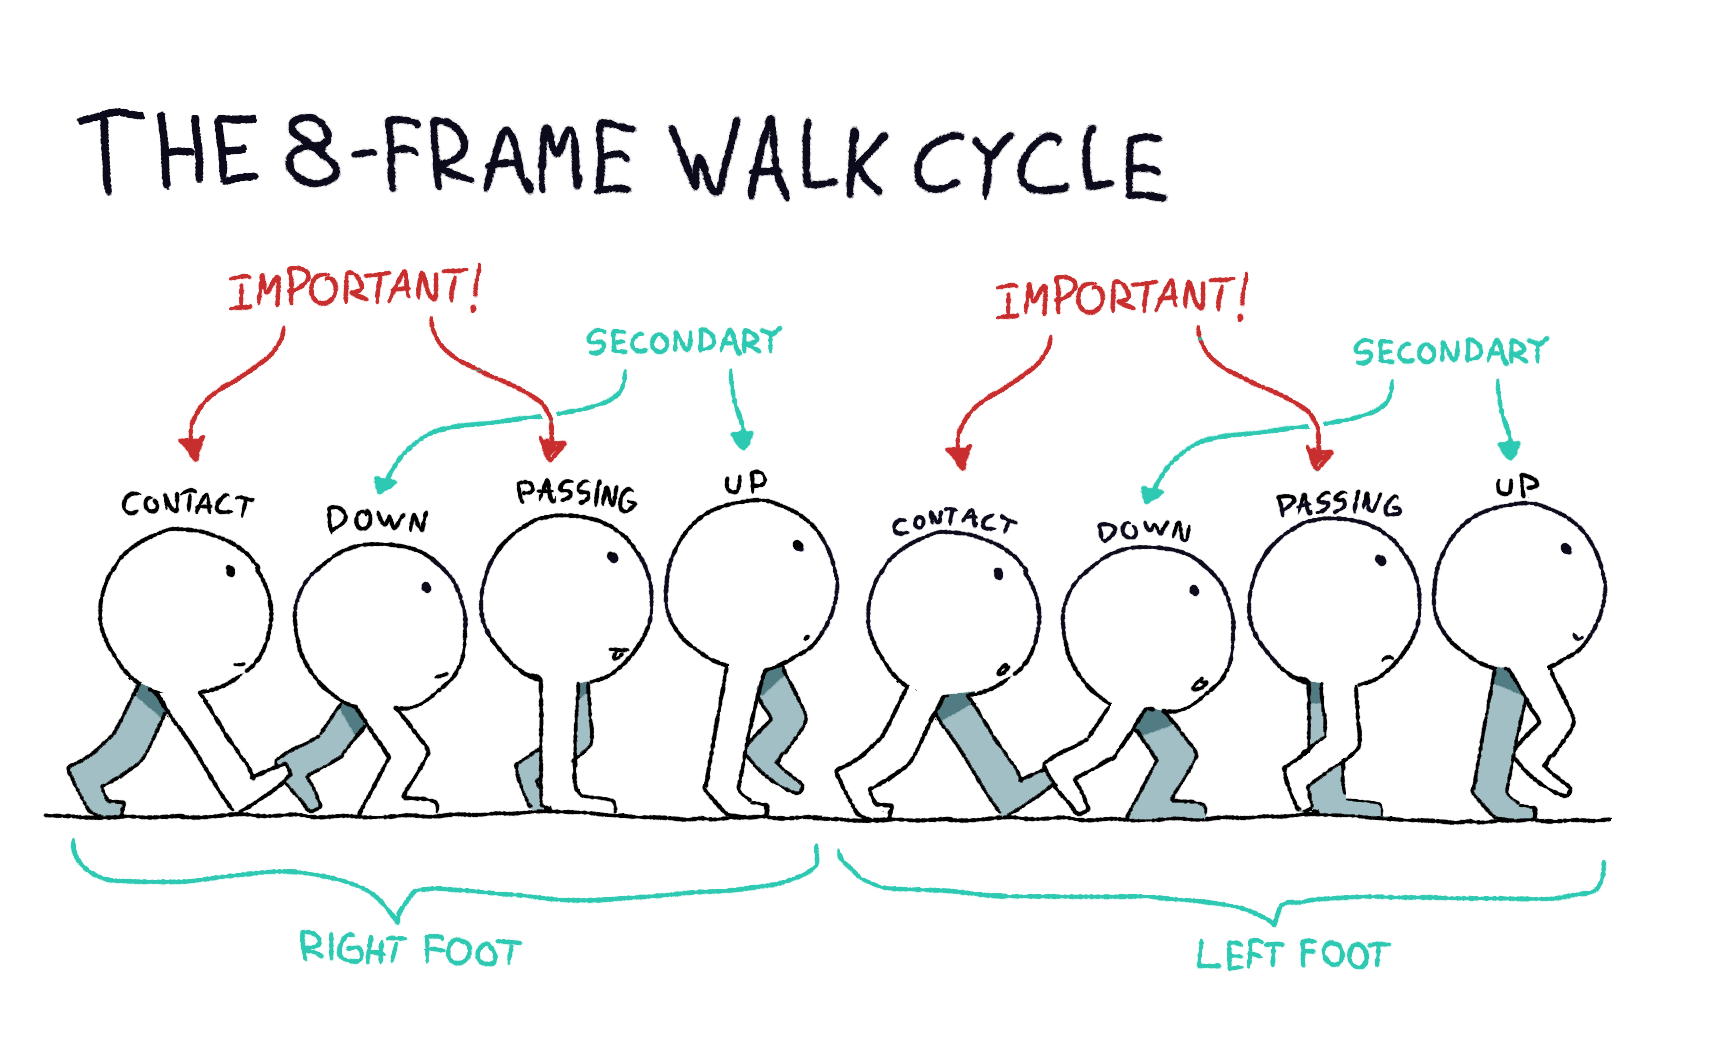 THE 8-FRAME WALK CYCLE
IMPORTANT!
SECONDARY
IMPORTANT!
SECONDARY
CONTACT
DOWN
PASSING
UP
CONTACT
DOWN
PASSING
UP
RIGHT FOOT
LEFT FOOT